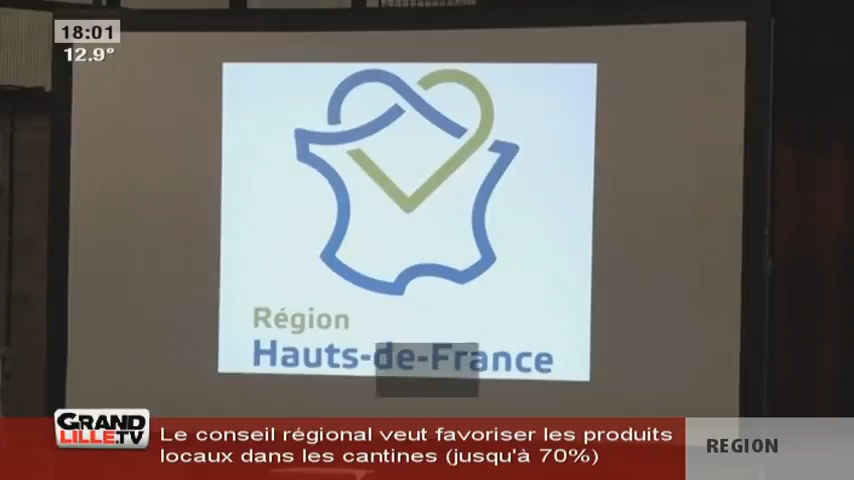 18:01
12.9°
Région
Hauts-de-France
GRAND
LILLE.TV
Le conseil régional veut favoriser les produits
locaux dans les cantines (jusqu'à 70%)
REGION